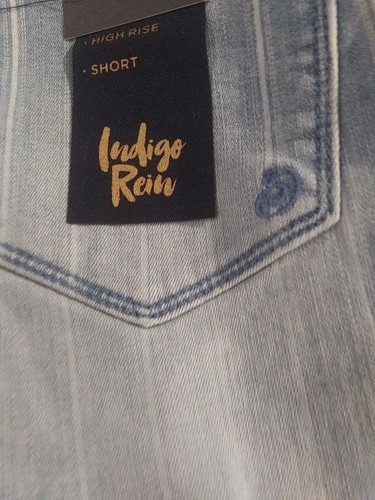 · HIGH RISE
· SHORT
Indigo
Rein